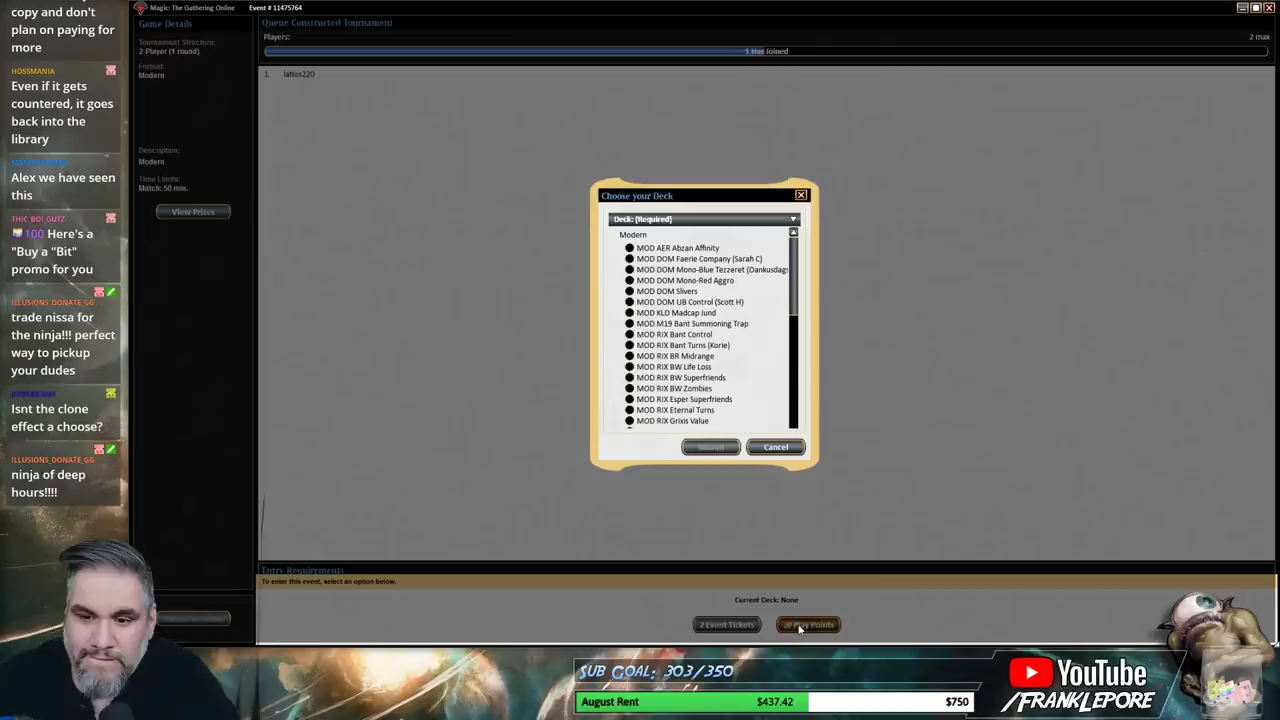 Magic: The Gathering Online
Event # 11475764
Game Details
Tournament Structure:
2-Player (1 round)
Format:
Modern
Description:
Modern
Time Limits:
Match: 50 min.
View Prizes
Queue Constructed Tournament
Players:
2 max
1 Has Joined
1.
latios220
Choose your Deck
Deck: (Required)
Modern
MOD AER Abzan Affinity
MOD DOM Faerie Company (Sarah C)
MOD DOM Mono-Blue Tezzeret (Dankusdags
MOD DOM Mono-Red Aggro
MOD DOM Slivers
MOD DOM UB Control (Scott H)
MOD KLD Madcap Jund
MOD M19 Bant Summoning Trap
MOD RIX Bant Control
MOD RIX Bant Turns (Korie)
MOD RIX BR Midrange
MOD RIX BW Life Loss
MOD RIX BW Superfriends
MOD RIX BW Zombies
MOD RIX Esper Superfriends
MOD RIX Eternal Turns
MOD RIX Grixis Value
Submit
Cancel
Entry Requirements
To enter this event, select an option below.
Current Deck: None
2 Event Tickets
20 Play Points
copy and don't
plan on paying for
more
HOSSMANIA
Even if it gets
countered, it goes
back into the
library
Alex we have seen
this
THIC_BOI_GUTZ
100 Here's a
"Buy a "Bit"
promo for you
ILLUSIONS_DONATE_GG
trade nissa for
the ninja!!! perfect
way to pickup
your dudes
Isnt the clone
effect a choose?
ILLUSIONS_DONATE_GG
ninja of deep
hours!!!!
SUB GOAL: 303/350
August Rent
$437.42
$750
YouTube
/FRANKLEPORE